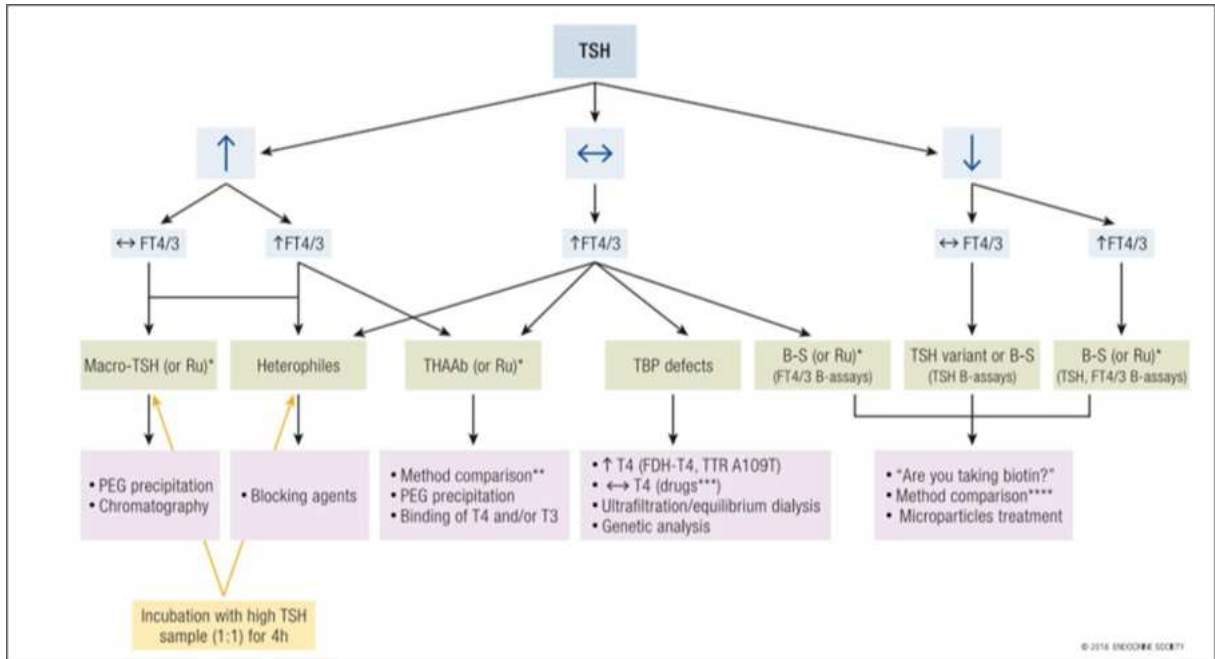 TSH
↑
↔
↓
↔ FT4/3
↑FT4/3
↑FT4/3
↔ FT4/3
↑FT4/3
Macro-TSH (or Ru)*
Heterophiles
THAAb (or Ru)*
TBP defects
B-S (or Ru)*
(FT4/3 B-assays)
TSH variant or B-S
(TSH B-assays)
B-S (or Ru)*
(TSH, FT4/3 B-assays)
• PEG precipitation
• Chromatography
• Blocking agents
• Method comparison**
• PEG precipitation
• Binding of T4 and/or T3
• ↑ T4 (FDH-T4, TTR A109T)
• ↔ T4 (drugs***)
• Ultrafiltration/equilibrium dialysis
• Genetic analysis
• "Are you taking biotin?"
• Method comparison****
• Microparticles treatment
Incubation with high TSH
sample (1:1) for 4h
© 2018 ENDOCRINE SOCIETY